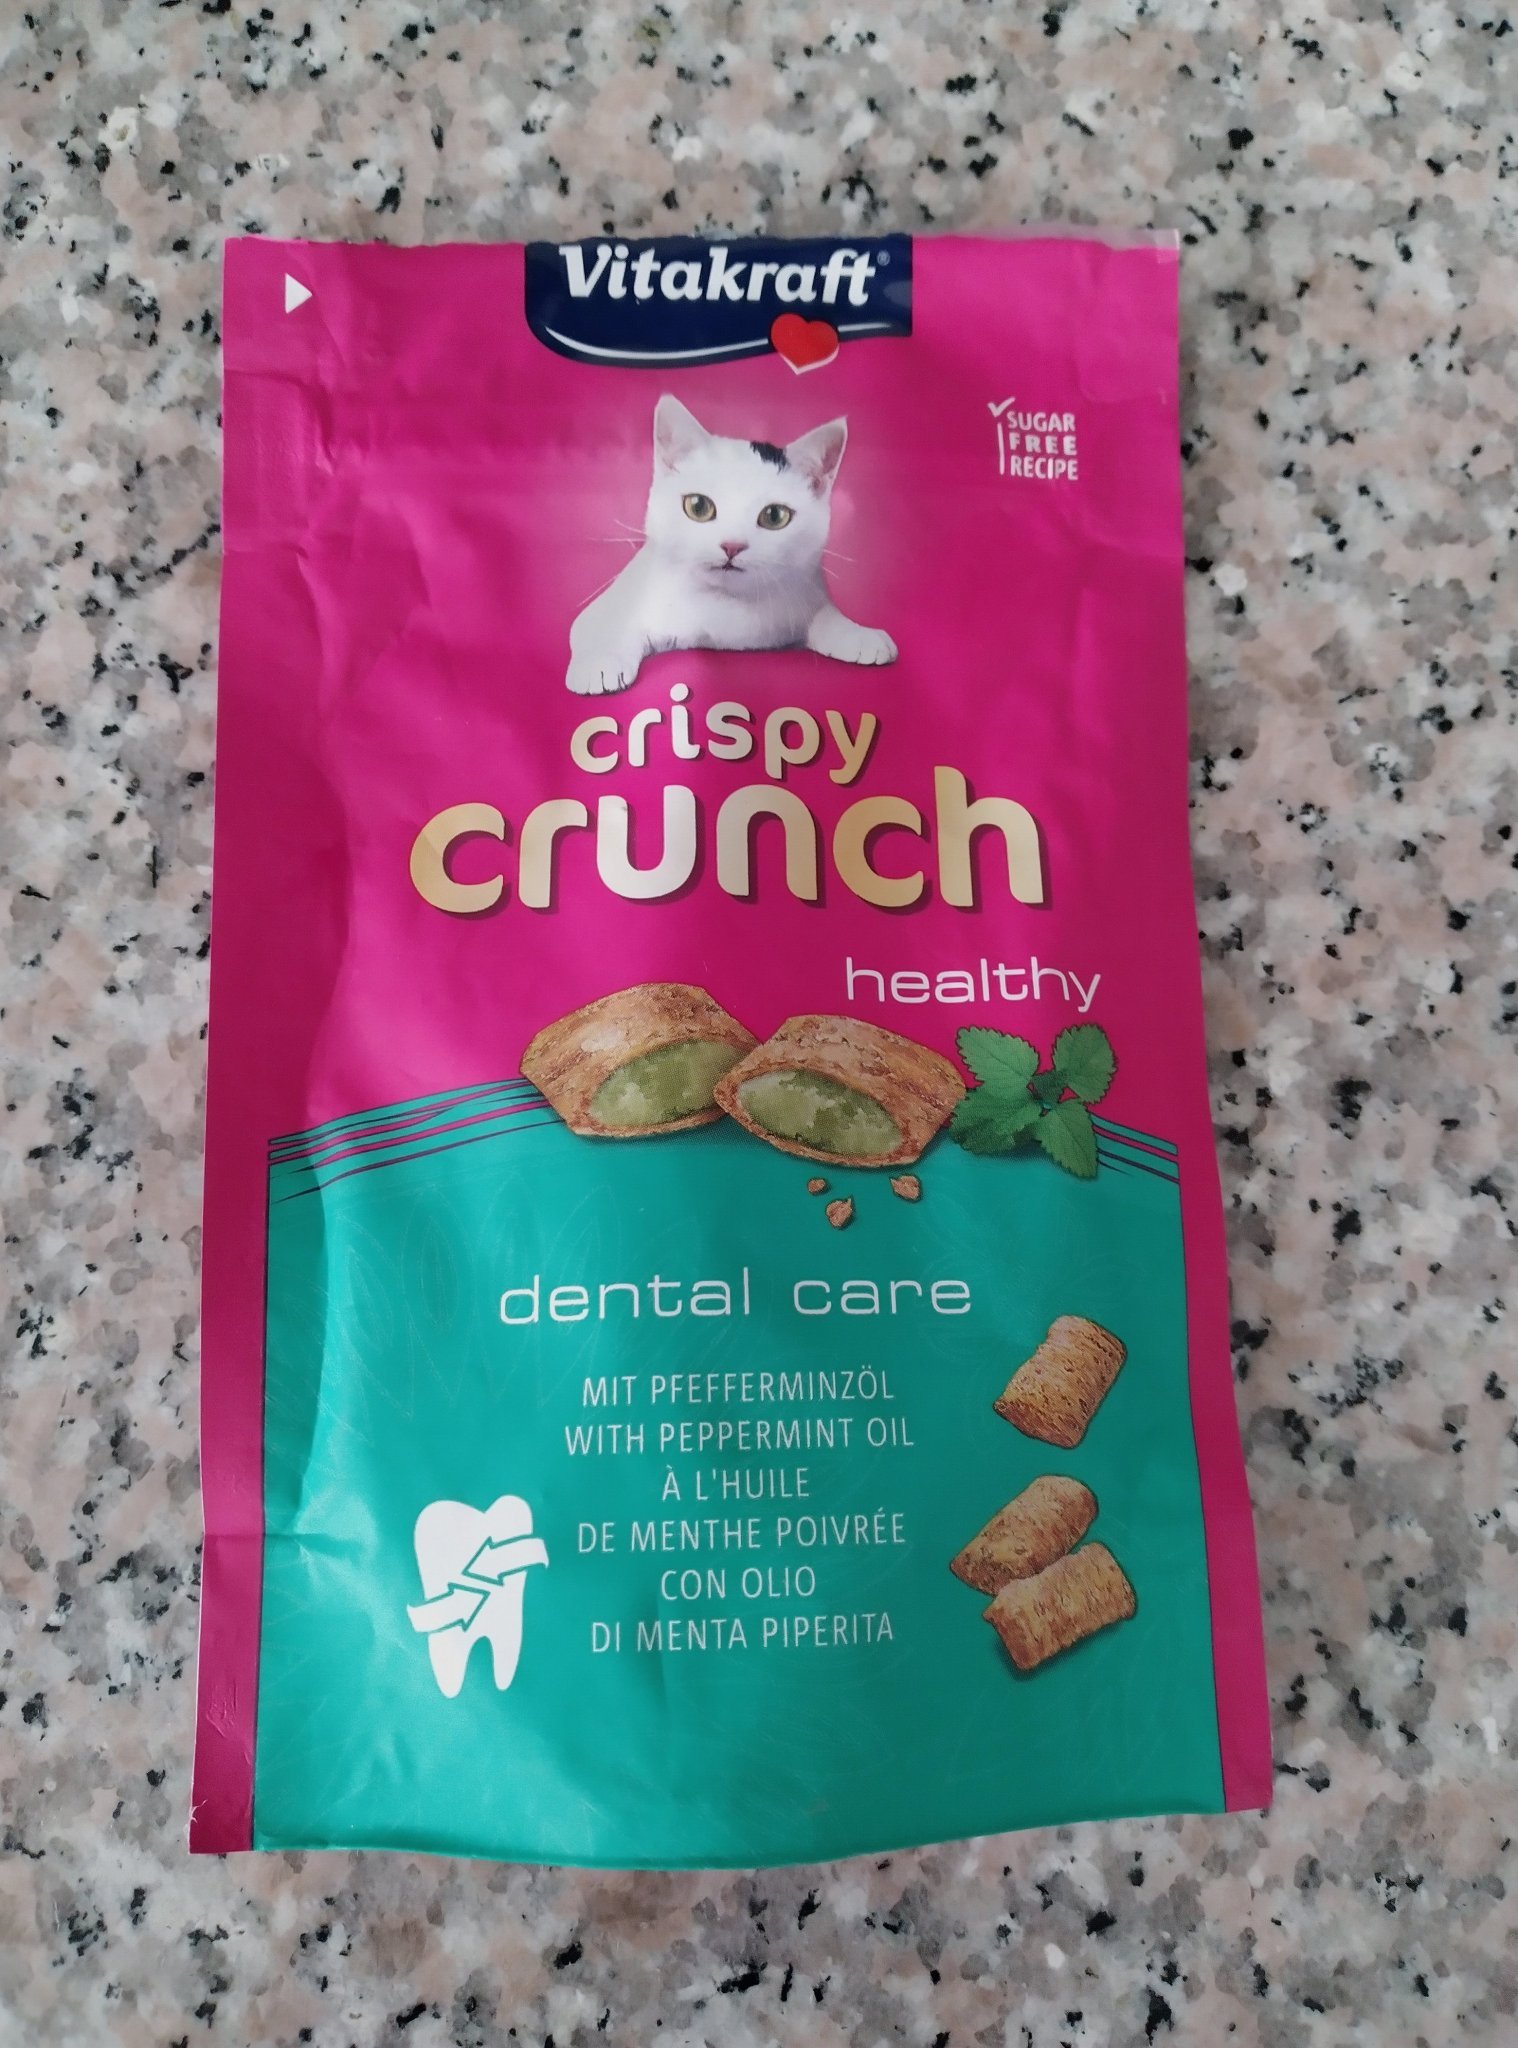 Vitakraft®
SUGAR
FREE
RECIPE
crispy
crunch
healthy
dental care
MIT PFEFFERMINZÖL
WITH PEPPERMINT OIL
À L'HUILE
DE MENTHE POIVRÉE
CON OLIO
DI MENTA PIPERITA